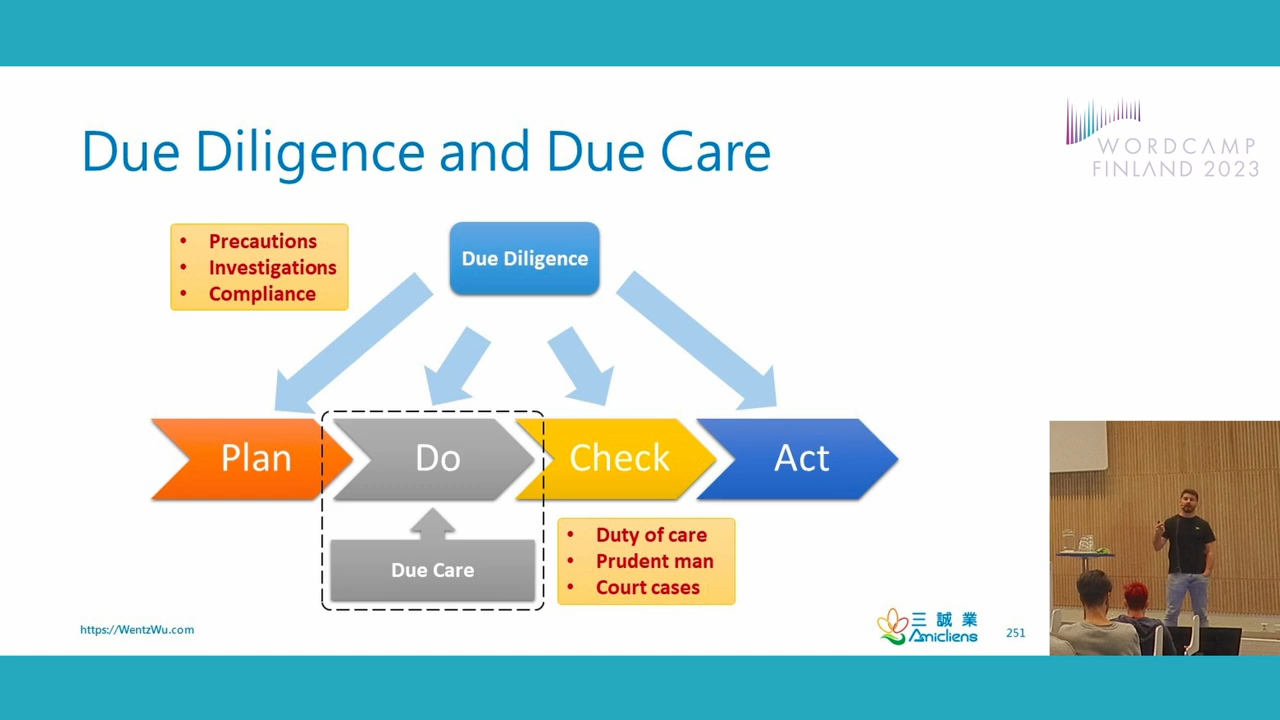 Due Diligence and Due Care
WORDCAMP
FINLAND 2023
• Precautions
• Investigations
• Compliance
Due Diligence
Plan
Do
Check
Act
Due Care
• Duty of care
• Prudent man
• Court cases
https://WentzWu.com
三誠業
Amicliens
251